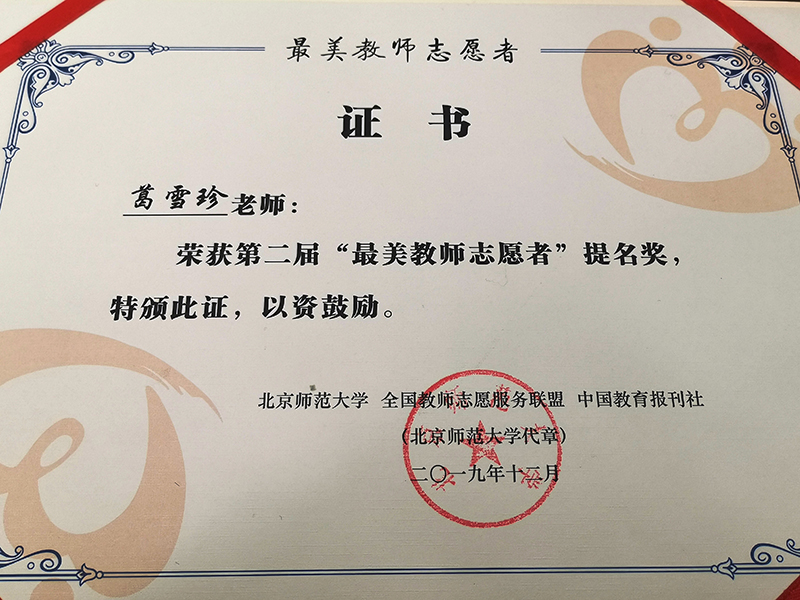 最美教师志愿者
证书
葛雪珍老师：
荣获第二届“最美教师志愿者”提名奖，
特颁此证，以资鼓励。
北京师范大学 全国教师志愿服务联盟 中国教育报刊社
（北京师范大学代章）
二〇一九年十二月